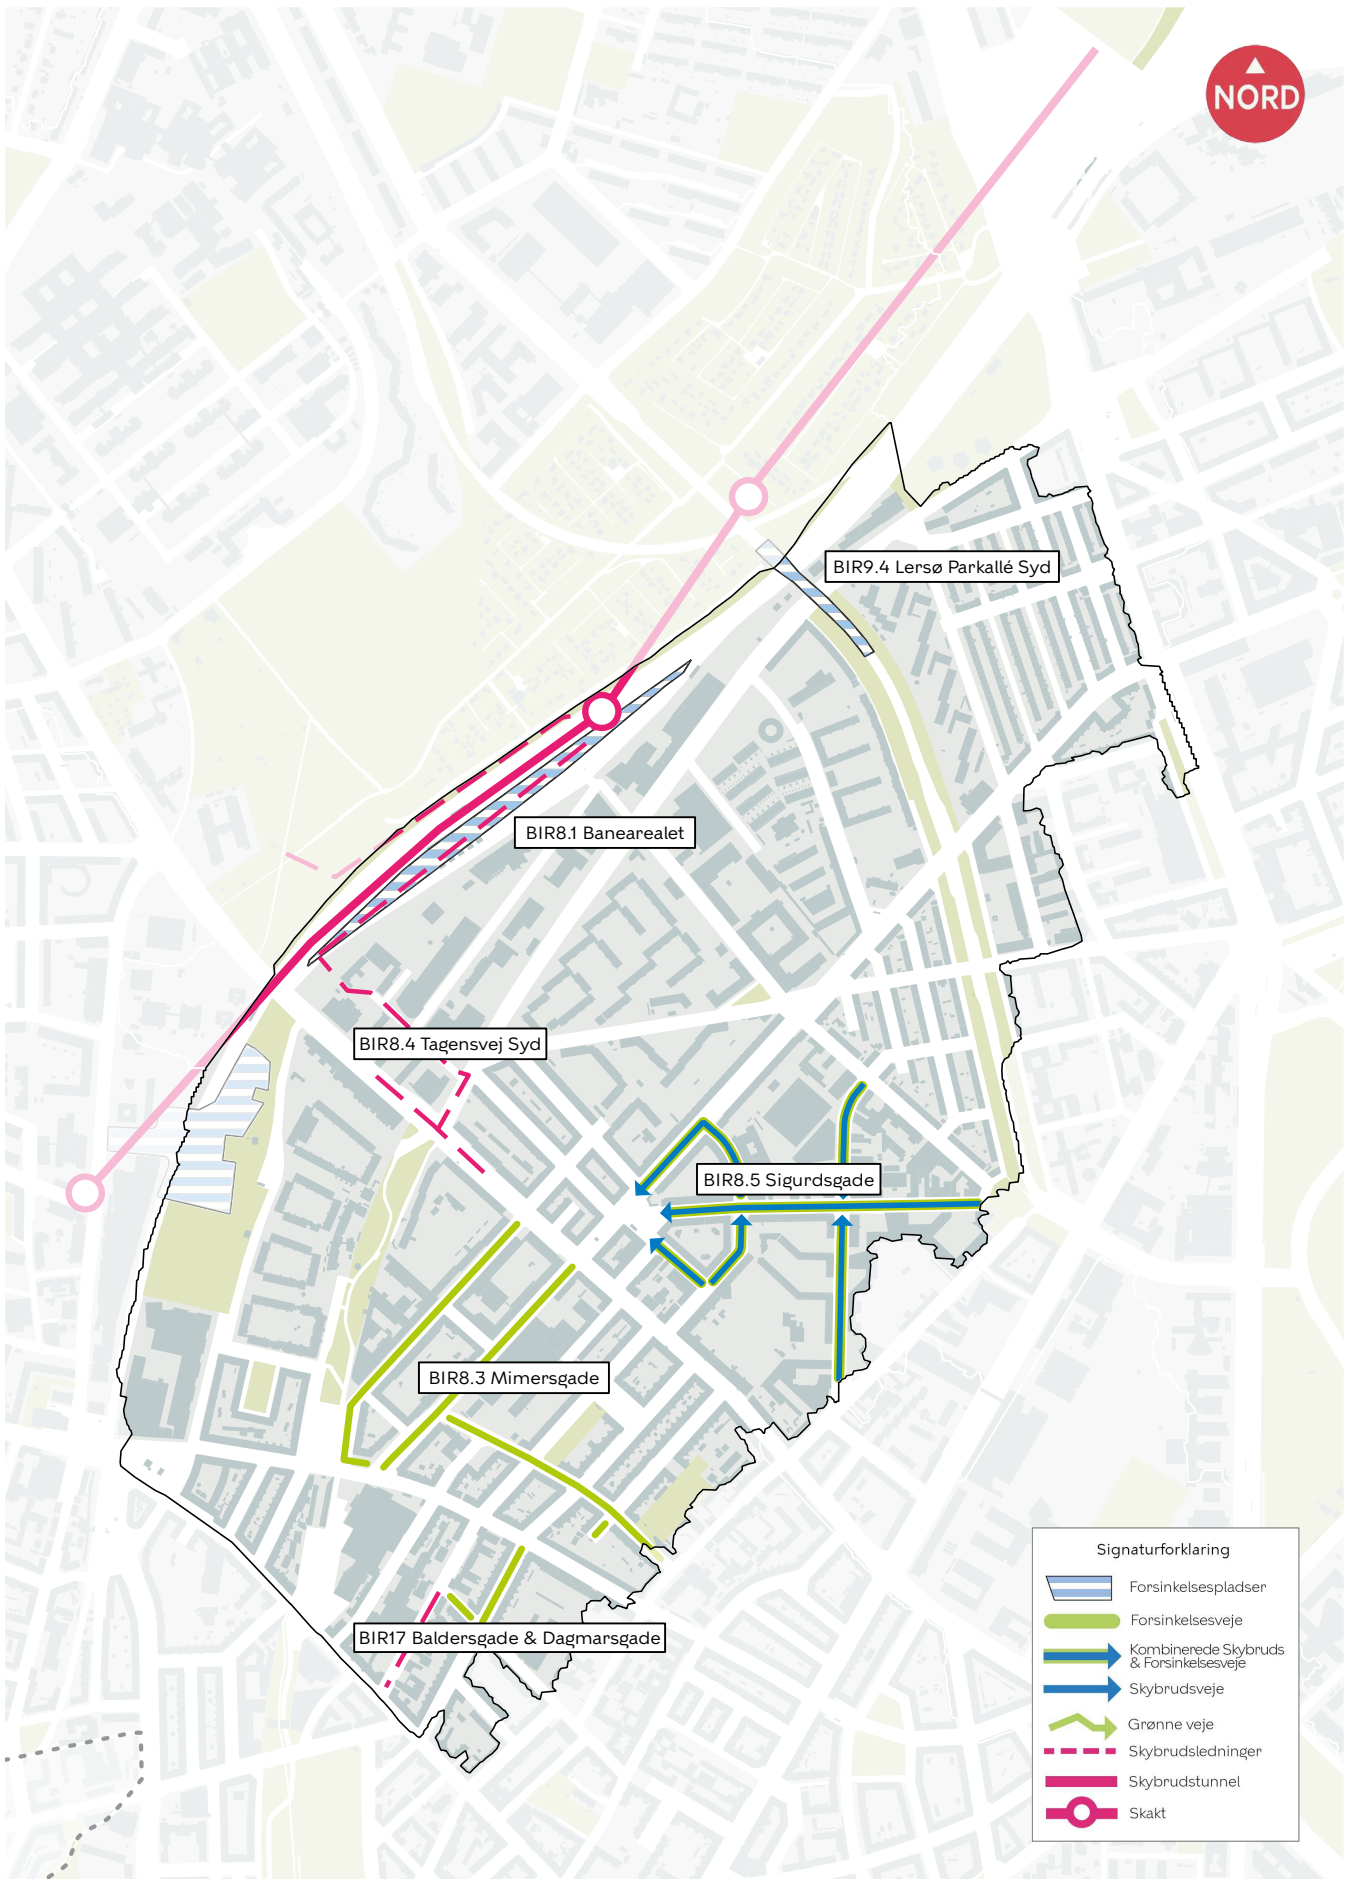 NORD
BIR9.4 Lersø Parkallé Syd
BIR8.1 Banearealet
BIR8.4 Tagensvej Syd
BIR8.5 Sigurdsgade
BIR8.3 Mimersgade
BIR17 Baldersgade & Dagmarsgade
Signaturforklaring
Forsinkelsespladser
Forsinkelsesveje
Kombinerede Skybruds
& Forsinkelsesveje
Skybrudsveje
Grønne veje
Skybrudsledninger
Skybrudstunnel
Skakt